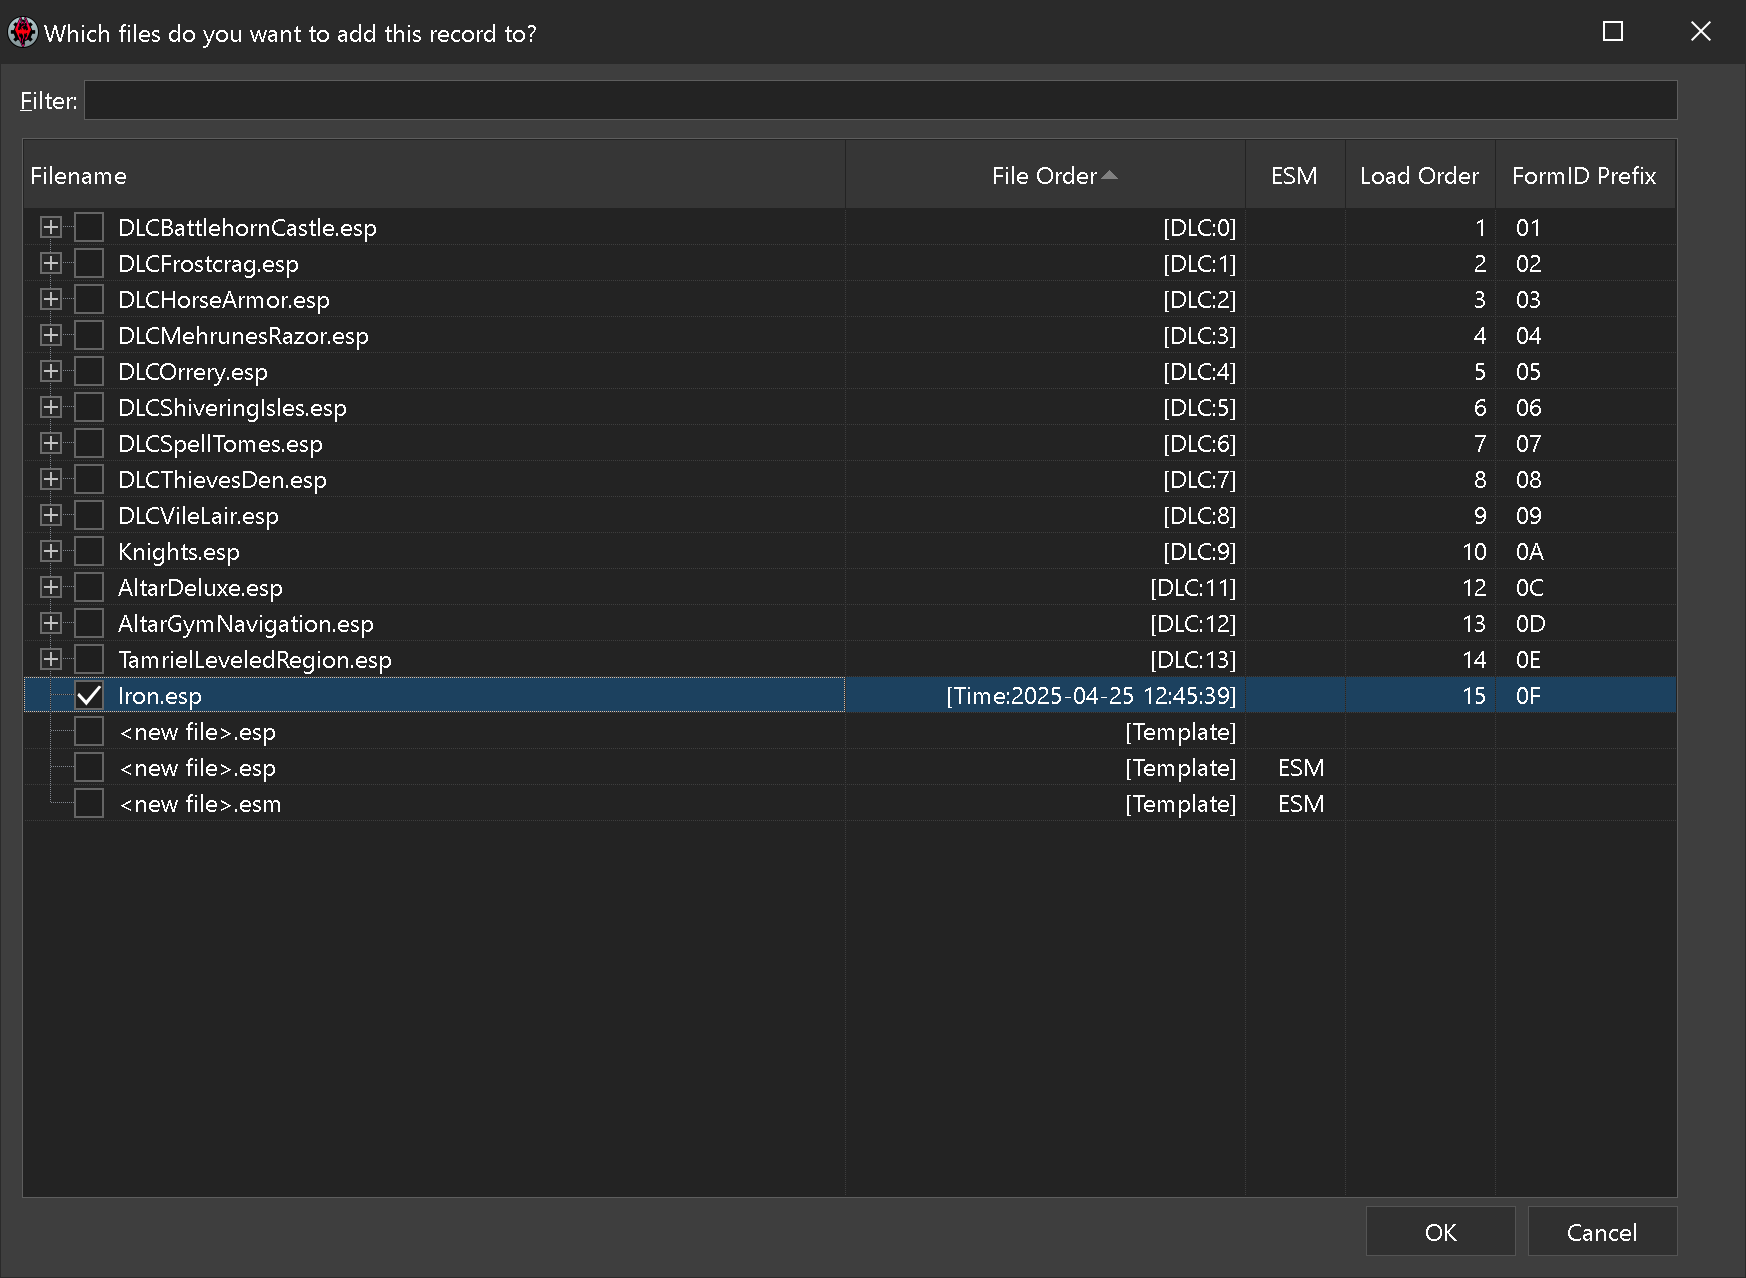 Which files do you want to add this record to?
Filter:
Filename File Order ESM Load Order FormID Prefix
DLCBattlehornCastle.esp [DLC:0] 1 01
DLCFrostcrag.esp [DLC:1] 2 02
DLCHorseArmor.esp [DLC:2] 3 03
DLCMehrunesRazor.esp [DLC:3] 4 04
DLCOrrery.esp [DLC:4] 5 05
DLCShiveringIsles.esp [DLC:5] 6 06
DLCSpellTomes.esp [DLC:6] 7 07
DLCThievesDen.esp [DLC:7] 8 08
DLCVileLair.esp [DLC:8] 9 09
Knights.esp [DLC:9] 10 0A
AltarDeluxe.esp [DLC:11] 12 0C
AltarGymNavigation.esp [DLC:12] 13 0D
TamrielLeveledRegion.esp [DLC:13] 14 0E
Iron.esp [Time:2025-04-25 12:45:39] 15 0F
<new file>.esp [Template]
<new file>.esp [Template] ESM
<new file>.esm [Template] ESM
OK Cancel